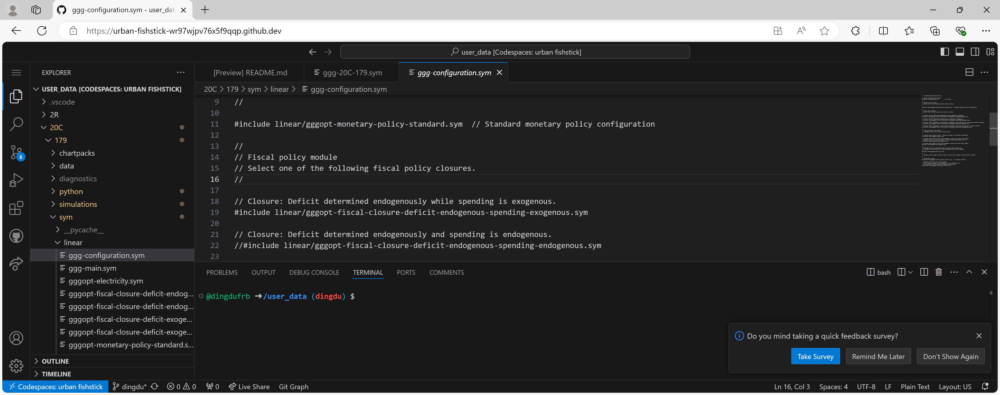 ggg-configuration.sym - user_dat
https://urban-fishstick-wr97wjpv76x5f9qqp.github.dev
user_data [Codespaces: urban fishstick]
EXPLORER
USER_DATA [CODESPACES: URBAN FISHSTICK]
.vscode
2R
20C
179
chartpacks
data
diagnostics
python
simulations
sym
__pycache__
linear
ggg-configuration.sym
ggg-main.sym
gggopt-electricity.sym
gggopt-fiscal-closure-deficit-endog...
gggopt-fiscal-closure-deficit-endog...
gggopt-fiscal-closure-deficit-exoge...
gggopt-fiscal-closure-deficit-exoge...
gggopt-monetary-policy-standard.s...
OUTLINE
TIMELINE
6
[Preview] README.md
ggg-20C-179.sym
ggg-configuration.sym
20C > 179 > sym > linear > ggg-configuration.sym
9 //
10
11 #include linear/gggopt-monetary-policy-standard.sym // Standard monetary policy configuration
12
13 //
14 // Fiscal policy module
15 // Select one of the following fiscal policy closures.
16 //
17
18 // Closure: Deficit determined endogenously while spending is exogenous.
19 #include linear/gggopt-fiscal-closure-deficit-endogenous-spending-exogenous.sym
20
21 // Closure: Deficit determined endogenously and spending is endogenous.
22 //#include linear/gggopt-fiscal-closure-deficit-endogenous-spending-endogenous.sym
23
PROBLEMS OUTPUT DEBUG CONSOLE TERMINAL PORTS COMMENTS
bash
@dingdufrb ➜/user_data (dingdu) $
Do you mind taking a quick feedback survey?
Take Survey Remind Me Later Don't Show Again
Codespaces: urban fishstick dingdu* 0 0 0 Live Share Git Graph
Ln 16, Col 3 Spaces: 4 UTF-8 LF Plain Text Layout: US